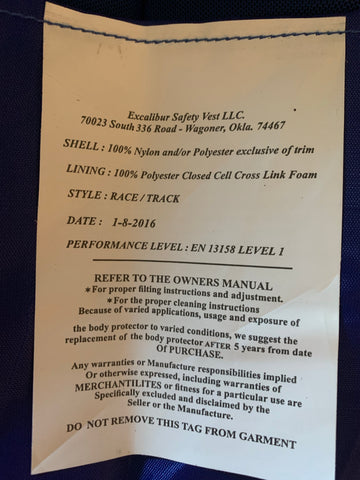 Excalibur Safety Vest LLC.
70023 South 336 Road - Wagoner, Okla. 74467
SHELL : 100% Nylon and/or Polyester exclusive of trim
LINING : 100% Polyester Closed Cell Cross Link Foam
STYLE : RACE / TRACK
DATE : 1-8-2016
PERFORMANCE LEVEL : EN 13158 LEVEL 1
REFER TO THE OWNERS MANUAL
*For proper fitting instructions and adjustment.
*For the proper cleaning instructions
Because of varied applications, usage and exposure of
the body protector to varied conditions, we suggest the
replacement of the body protector AFTER 5 years from date
Of PURCHASE.
Any warranties or Manufacture responsibilities implied
Or otherwise expressed, including warranties of
MERCHANTILITES or fitness for a particular use are
Specifically excluded and disclaimed by the
Seller or the Manufacture.
DO NOT REMOVE THIS TAG FROM GARMENT